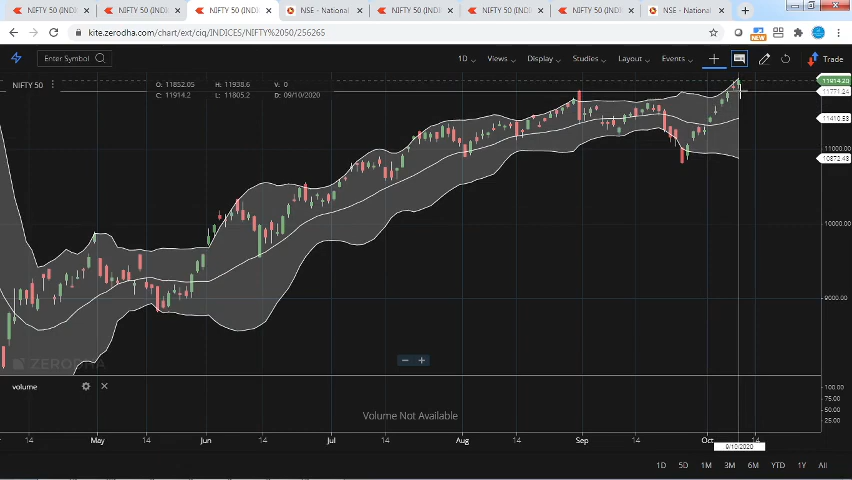 NIFTY 50 (INDI
NIFTY 50 (INDI
NIFTY 50 (INDI
NSE - National
NIFTY 50 (INDI
NIFTY 50 (INDI
NIFTY 50 (INDI
NSE - National
kite.zerodha.com/chart/ext/ciq/INDICES/NIFTY%2050/256265
NEW
Enter Symbol
1D
Views
Display
Studies
Layout
Events
Trade
NIFTY 50
O: 11852.05 H: 11938.6 V: 0
C: 11914.2 L: 11805.2 D: 09/10/2020
11914.20
11771.24
11410.33
11000.00
10872.43
10000.00
9000.00
ZERODHA
volume
Volume Not Available
100.00
75.00
50.00
25.00
14 May 14 Jun 14 Jul 14 Aug 14 Sep 14 Oct 14
9/10/2020
1D 5D 1M 3M 6M YTD 1Y All